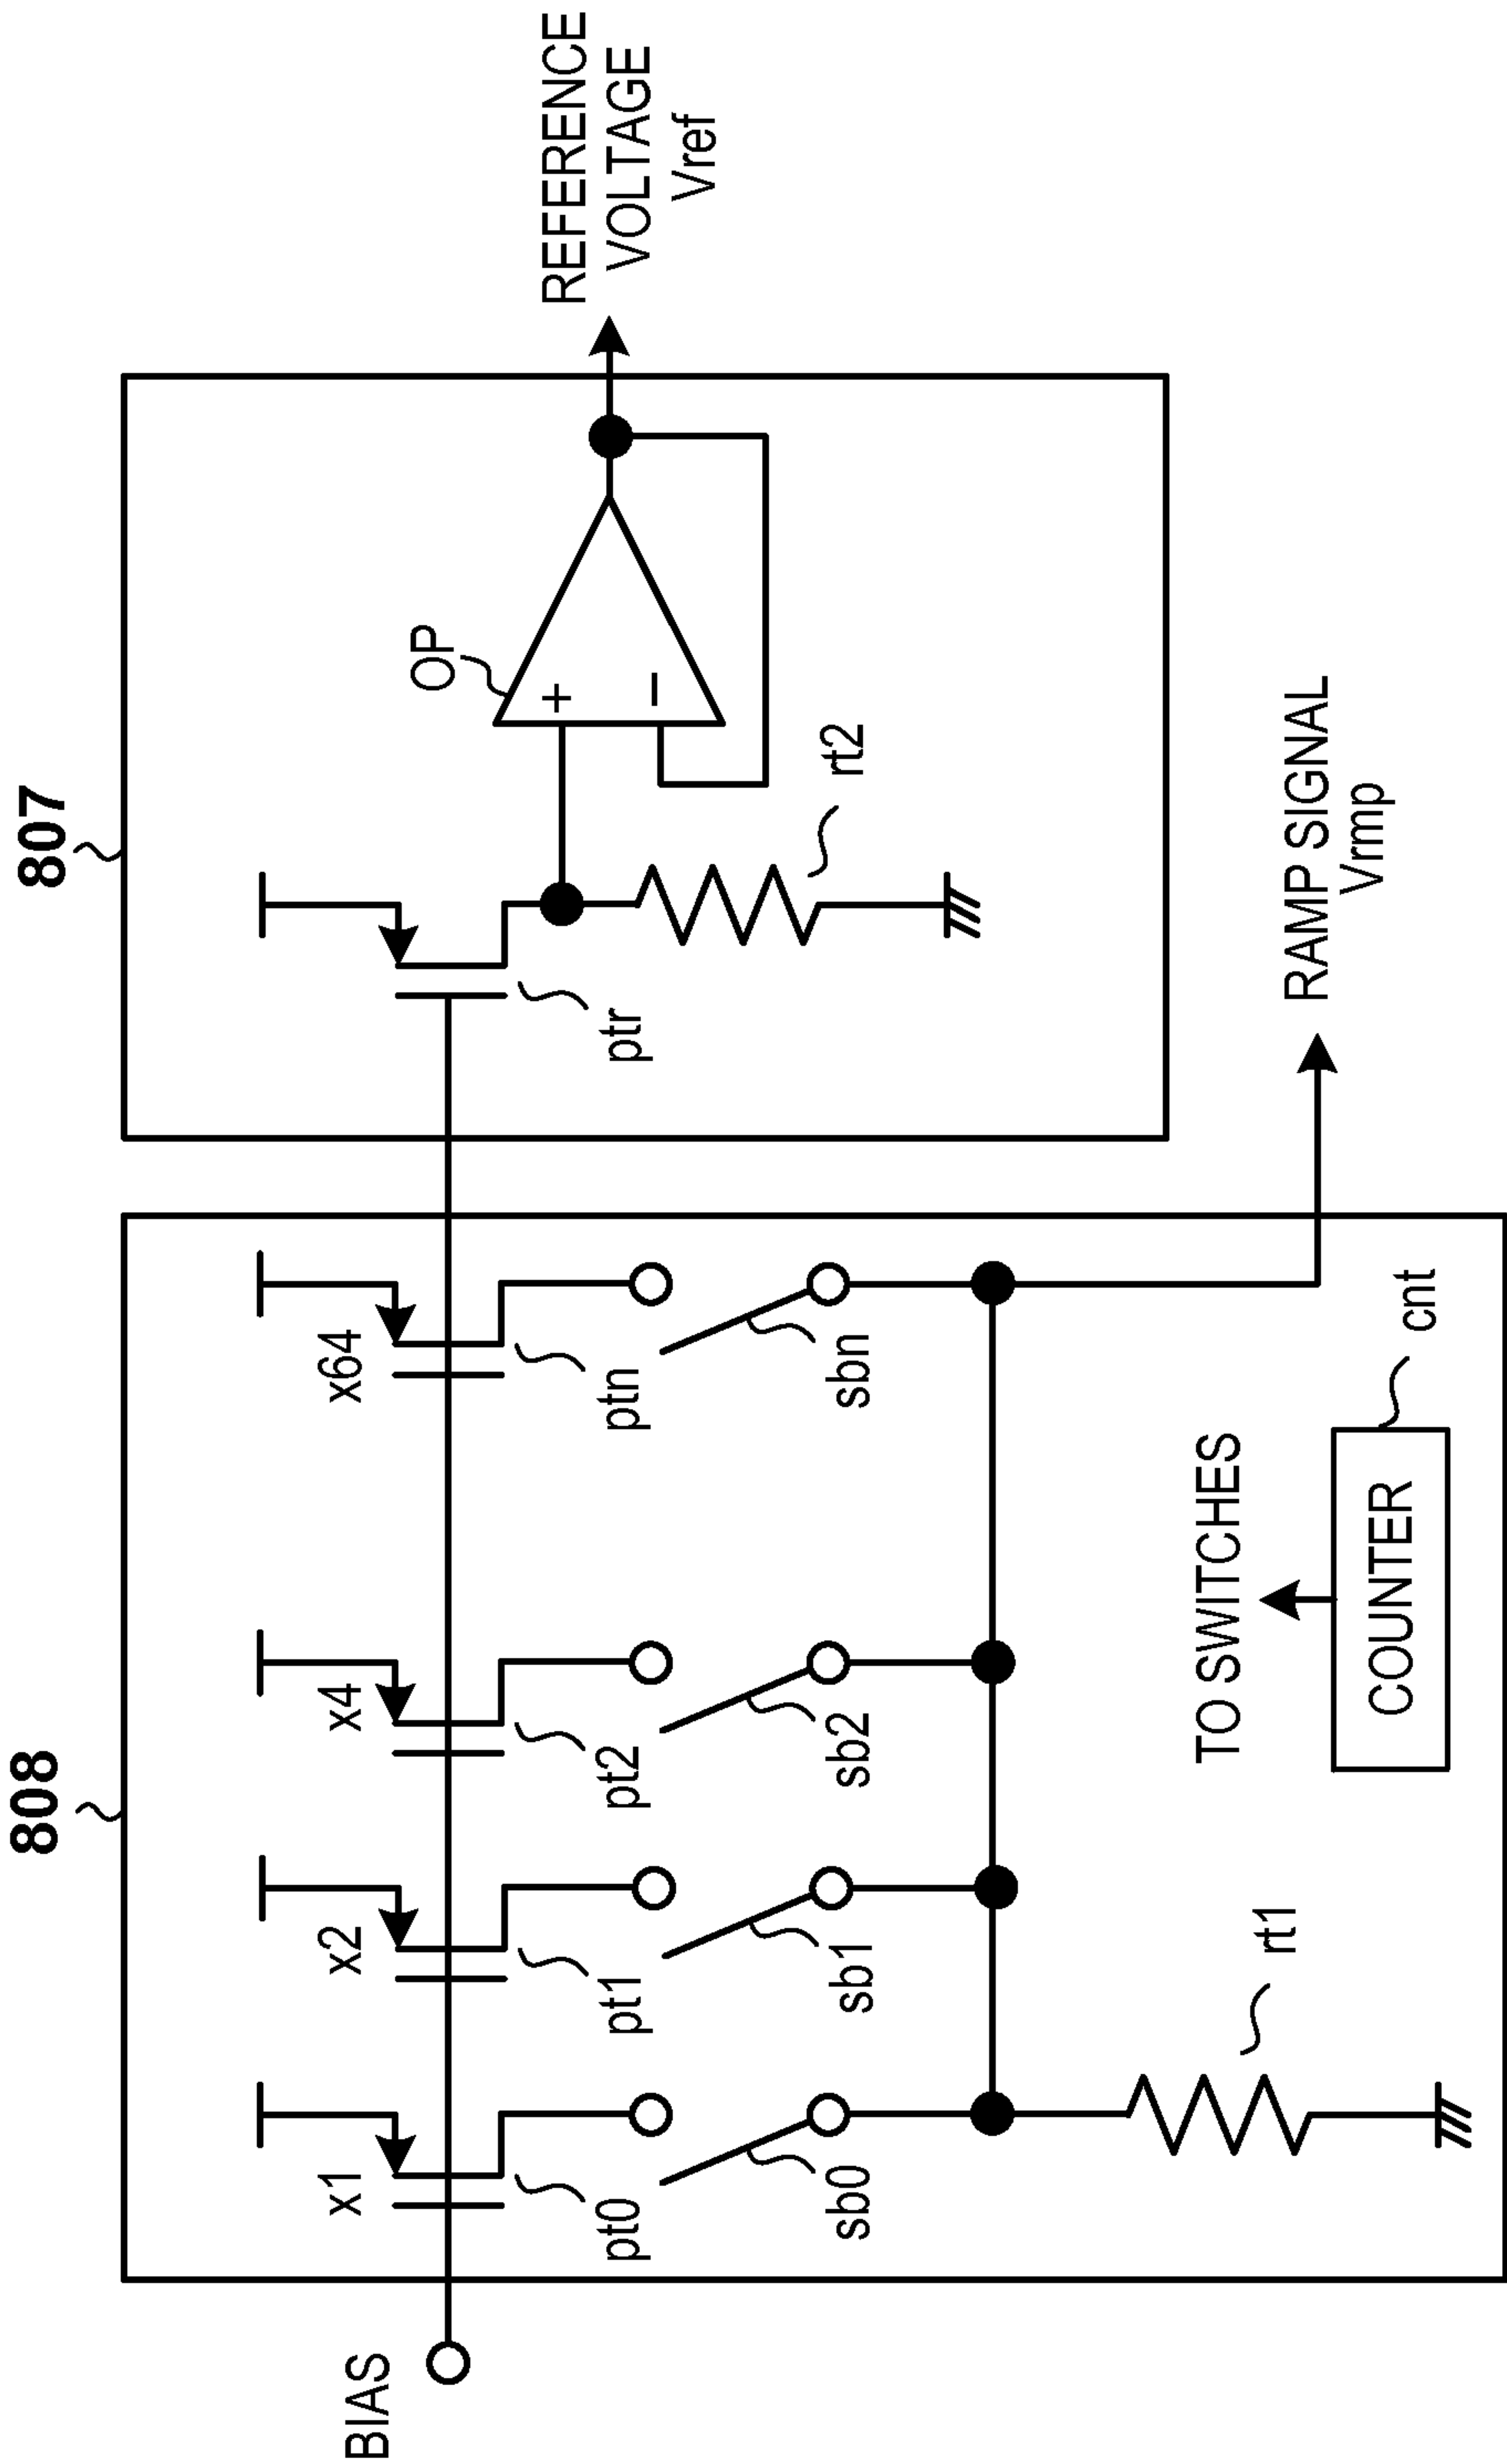 808
807
BIAS
x1
x2
x4
x64
pt0
pt1
pt2
ptn
ptr
OP
+
−
rt2
REFERENCE
VOLTAGE
Vref
sb0
sb1
sb2
sbn
rt1
TO SWITCHES
COUNTER
cnt
RAMP SIGNAL
Vrmp